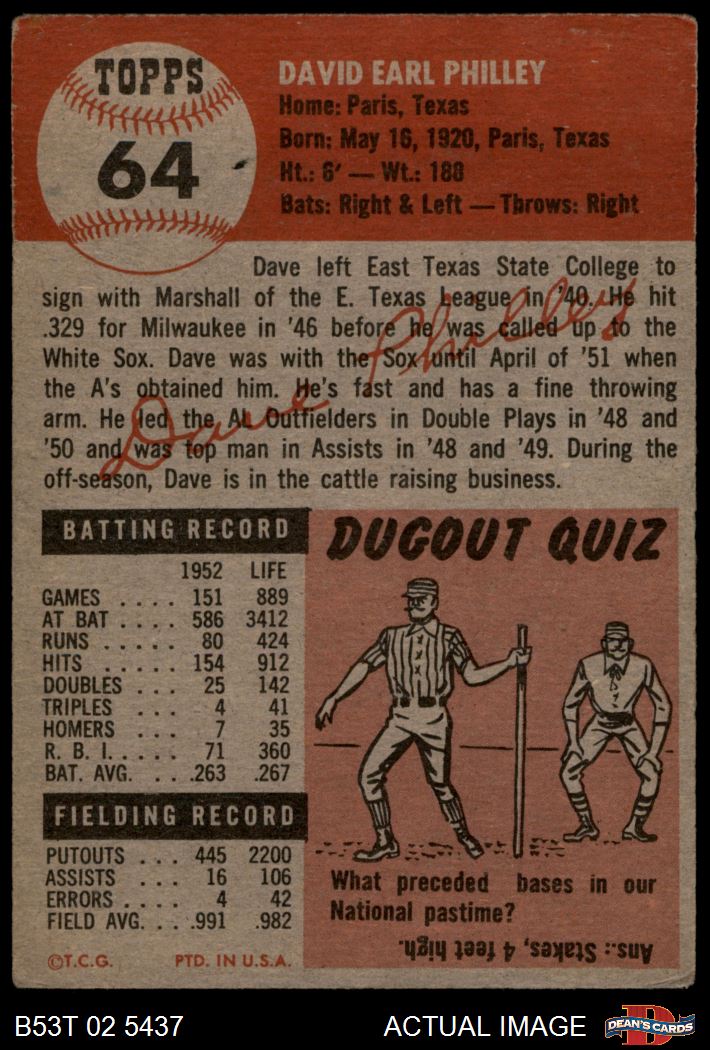 TOPPS
64
DAVID EARL PHILLEY
Home: Paris, Texas
Born: May 16, 1920, Paris, Texas
Ht.: 6' — Wt.: 188
Bats: Right & Left — Throws: Right
Dave left East Texas State College to
sign with Marshall of the E. Texas League in '40. He hit
.329 for Milwaukee in '46 before he was called up to the
White Sox. Dave was with the Sox until April of '51 when
the A's obtained him. He's fast and has a fine throwing
arm. He led the AL Outfielders in Double Plays in '48 and
'50 and was top man in Assists in '48 and '49. During the
off-season, Dave is in the cattle raising business.
Dave Philley
BATTING RECORD
1952 LIFE
GAMES .... 151 889
AT BAT .... 586 3412
RUNS ..... 80 424
HITS ..... 154 912
DOUBLES ... 25 142
TRIPLES ... 4 41
HOMERS ... 7 35
R. B. I. .... 71 360
BAT. AVG. ... .263 .267
FIELDING RECORD
PUTOUTS ... 445 2200
ASSISTS ... 16 106
ERRORS .... 4 42
FIELD AVG. .. .991 .982
©T.C.G. PTD. IN U.S.A.
DUGOUT QUIZ
What preceded bases in our
National pastime?
Ans.: Stakes, 4 feet high.
B53T 02 5437 ACTUAL IMAGE
D
DEAN'S CARDS